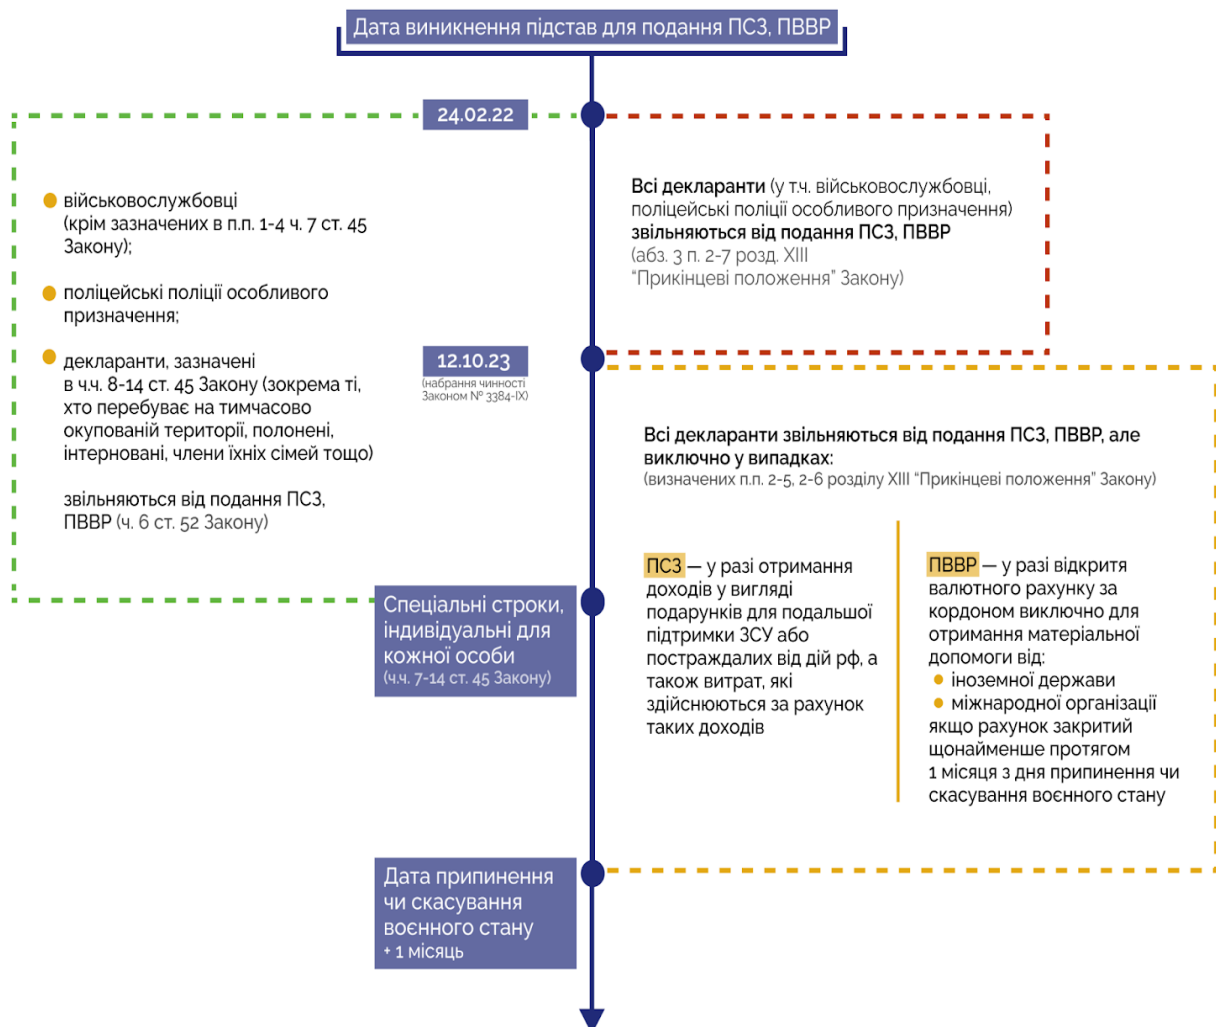 Дата виникнення підстав для подання ПСЗ, ПВВР
24.02.22
військовослужбовці
(крім зазначених в п.п. 1-4 ч. 7 ст. 45
Закону);
поліцейські поліції особливого
призначення;
декларанти, зазначені
в ч.ч. 8-14 ст. 45 Закону (зокрема ті,
хто перебуває на тимчасово
окупованій території, полонені,
інтерновані, члени їхніх сімей тощо)
звільняються від подання ПСЗ,
ПВВР (ч. 6 ст. 52 Закону)
Всі декларанти (у т.ч. військовослужбовці,
поліцейські поліції особливого призначення)
звільняються від подання ПСЗ, ПВВР
(абз. 3 п. 2-7 розд. XIII
“Прикінцеві положення” Закону)
12.10.23
(набрання чинності
Законом № 3384-IX)
Всі декларанти звільняються від подання ПСЗ, ПВВР, але
виключно у випадках:
(визначених п.п. 2-5, 2-6 розділу XIII “Прикінцеві положення” Закону)
ПСЗ — у разі отримання
доходів у вигляді
подарунків для подальшої
підтримки ЗСУ або
постраждалих від дій рф, а
також витрат, які
здійснюються за рахунок
таких доходів
ПВВР — у разі відкритя
валютного рахунку за
кордоном виключно для
отримання матеріальної
допомоги від:
іноземної держави
міжнародної організації
якщо рахунок закритий
щонайменше протягом
1 місяця з дня припинення чи
скасування воєнного стану
Спеціальні строки,
індивідуальні для
кожної особи
(ч.ч. 7-14 ст. 45 Закону)
Дата припинення
чи скасування
воєнного стану
+ 1 місяць